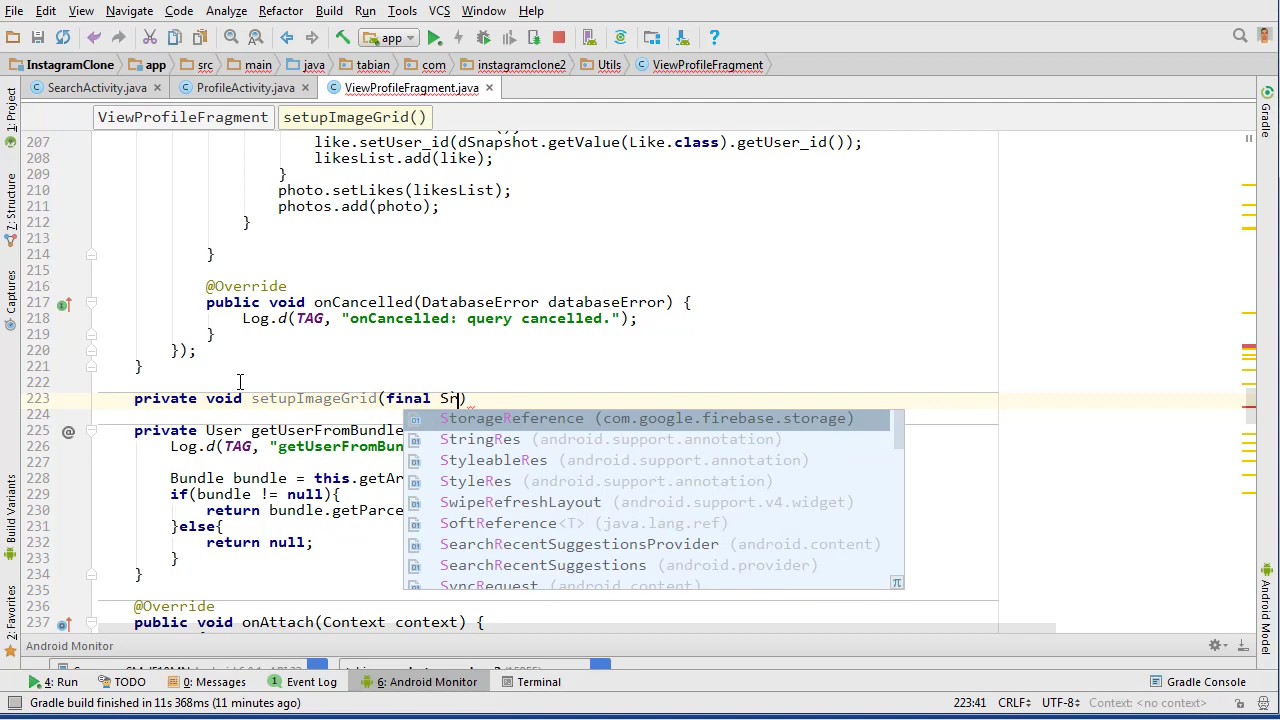 File Edit View Navigate Code Analyze Refactor Build Run Tools VCS Window Help
app
InstagramClone app src main java tabian com instagramclone2 Utils ViewProfileFragment
SearchActivity.java ProfileActivity.java ViewProfileFragment.java
ViewProfileFragment setupImageGrid()
207 like.setUser_id(dSnapshot.getValue(Like.class).getUser_id());
208 likesList.add(like);
209 }
210 photo.setLikes(likesList);
211 photos.add(photo);
212 }
213
214 }
215
216 @Override
217 public void onCancelled(DatabaseError databaseError) {
218 Log.d(TAG, "onCancelled: query cancelled.");
219 }
220 });
221 }
222
223 private void setupImageGrid(final Sr)
224
StorageReference (com.google.firebase.storage)
225 private User getUserFromBundle
StringRes (android.support.annotation)
226 Log.d(TAG, "getUserFromBun
StyleableRes (android.support.annotation)
227
228 Bundle bundle = this.getAr
StyleRes (android.support.annotation)
229 if(bundle != null){
SwipeRefreshLayout (android.support.v4.widget)
230 return bundle.getParce
SoftReference<T> (java.lang.ref)
231 }else{
232 return null;
SearchRecentSuggestionsProvider (android.content)
233 }
SearchRecentSuggestions (android.provider)
234 }
SyncRequest (android.content)
235
236 @Override
237 public void onAttach(Context context) {
Android Monitor
4: Run TODO 0: Messages Event Log 6: Android Monitor Terminal Gradle Console
Gradle build finished in 11s 368ms (11 minutes ago) 223:41 CRLF UTF-8 Context: <no context>
1: Project
7: Structure
Captures
Build Variants
2: Favorites
Gradle
Android Model